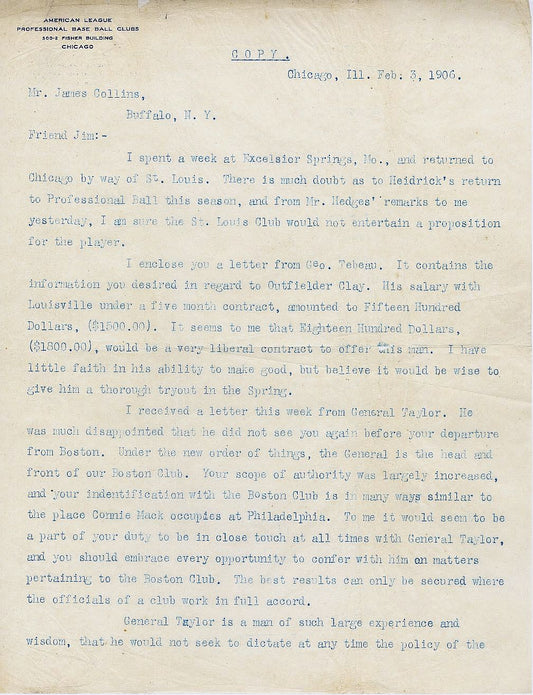 AMERICAN LEAGUE
PROFESSIONAL BASE BALL CLUBS
500-2 FISHER BUILDING
CHICAGO
COPY.
Chicago, Ill. Feb. 3, 1906.
Mr. James Collins,
Buffalo, N. Y.
Friend Jim:-
I spent a week at Excelsior Springs, Mo., and returned to
Chicago by way of St. Louis. There is much doubt as to Heidrick's return
to Professional Ball this season, and from Mr. Hedges' remarks to me
yesterday, I am sure the St. Louis Club would not entertain a proposition
for the player.
I enclose you a letter from Geo. Tebeau. It contains the
information you desired in regard to Outfielder Clay. His salary with
Louisville under a five month contract, amounted to Fifteen Hundred
Dollars, ($1500.00). It seems to me that Eighteen Hundred Dollars,
($1800.00), would be a very liberal contract to offer this man. I have
little faith in his ability to make good, but believe it would be wise to
give him a thorough tryout in the Spring.
I received a letter this week from General Taylor. He
was much disappointed that he did not see you again before your departure
from Boston. Under the new order of things, the General is the head and
front of our Boston Club. Your scope of authority was largely increased,
and your indentification with the Boston Club is in many ways similar to
the place Connie Mack occupies at Philadelphia. To me it would seem to be
a part of your duty to be in close touch at all times with General Taylor,
and you should embrace every opportunity to confer with him on matters
pertaining to the Boston Club. The best results can only be secured where
the officials of a club work in full accord.
General Taylor is a man of such large experience and
wisdom, that he would not seek to dictate at any time the policy of the